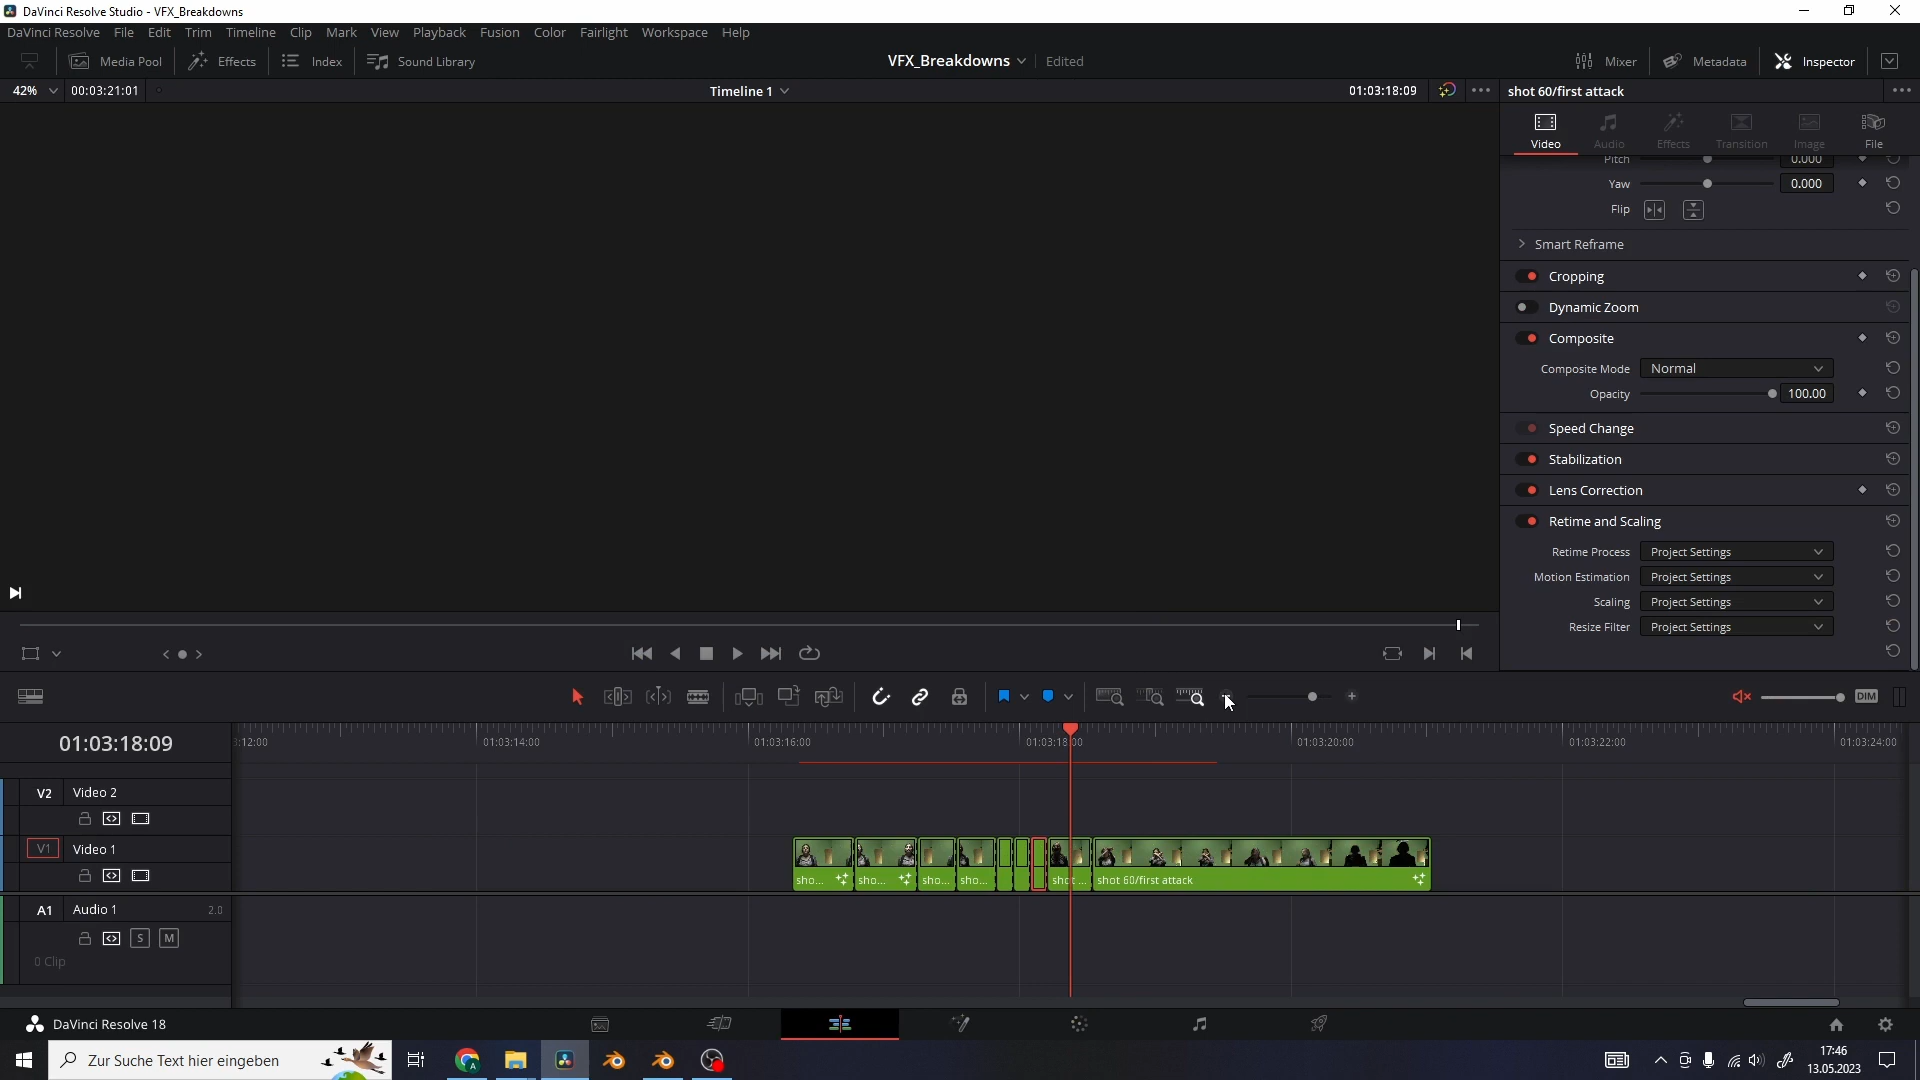 DaVinci Resolve Studio - VFX_Breakdowns
DaVinci Resolve File Edit Trim Timeline Clip Mark View Playback Fusion Color Fairlight Workspace Help
Media Pool Effects Index Sound Library VFX_Breakdowns Edited Mixer Metadata Inspector
42% 00:03:21:01 Timeline 1 01:03:18:09 shot 60/first attack
Video Audio Effects Transition Image File
Pitch 0.000
Yaw 0.000
Flip
Smart Reframe
Cropping
Dynamic Zoom
Composite
Composite Mode Normal
Opacity 100.00
Speed Change
Stabilization
Lens Correction
Retime and Scaling
Retime Process Project Settings
Motion Estimation Project Settings
Scaling Project Settings
Resize Filter Project Settings
DIM
01:03:18:09 3:12:00 01:03:14:00 01:03:16:00 01:03:18:00 01:03:20:00 01:03:22:00 01:03:24:00
V2 Video 2
V1 Video 1
sho... sho... sho... sho... shot ... shot 60/first attack
A1 Audio 1 2.0
S M
0 Clip
DaVinci Resolve 18
Zur Suche Text hier eingeben
17:46
13.05.2023